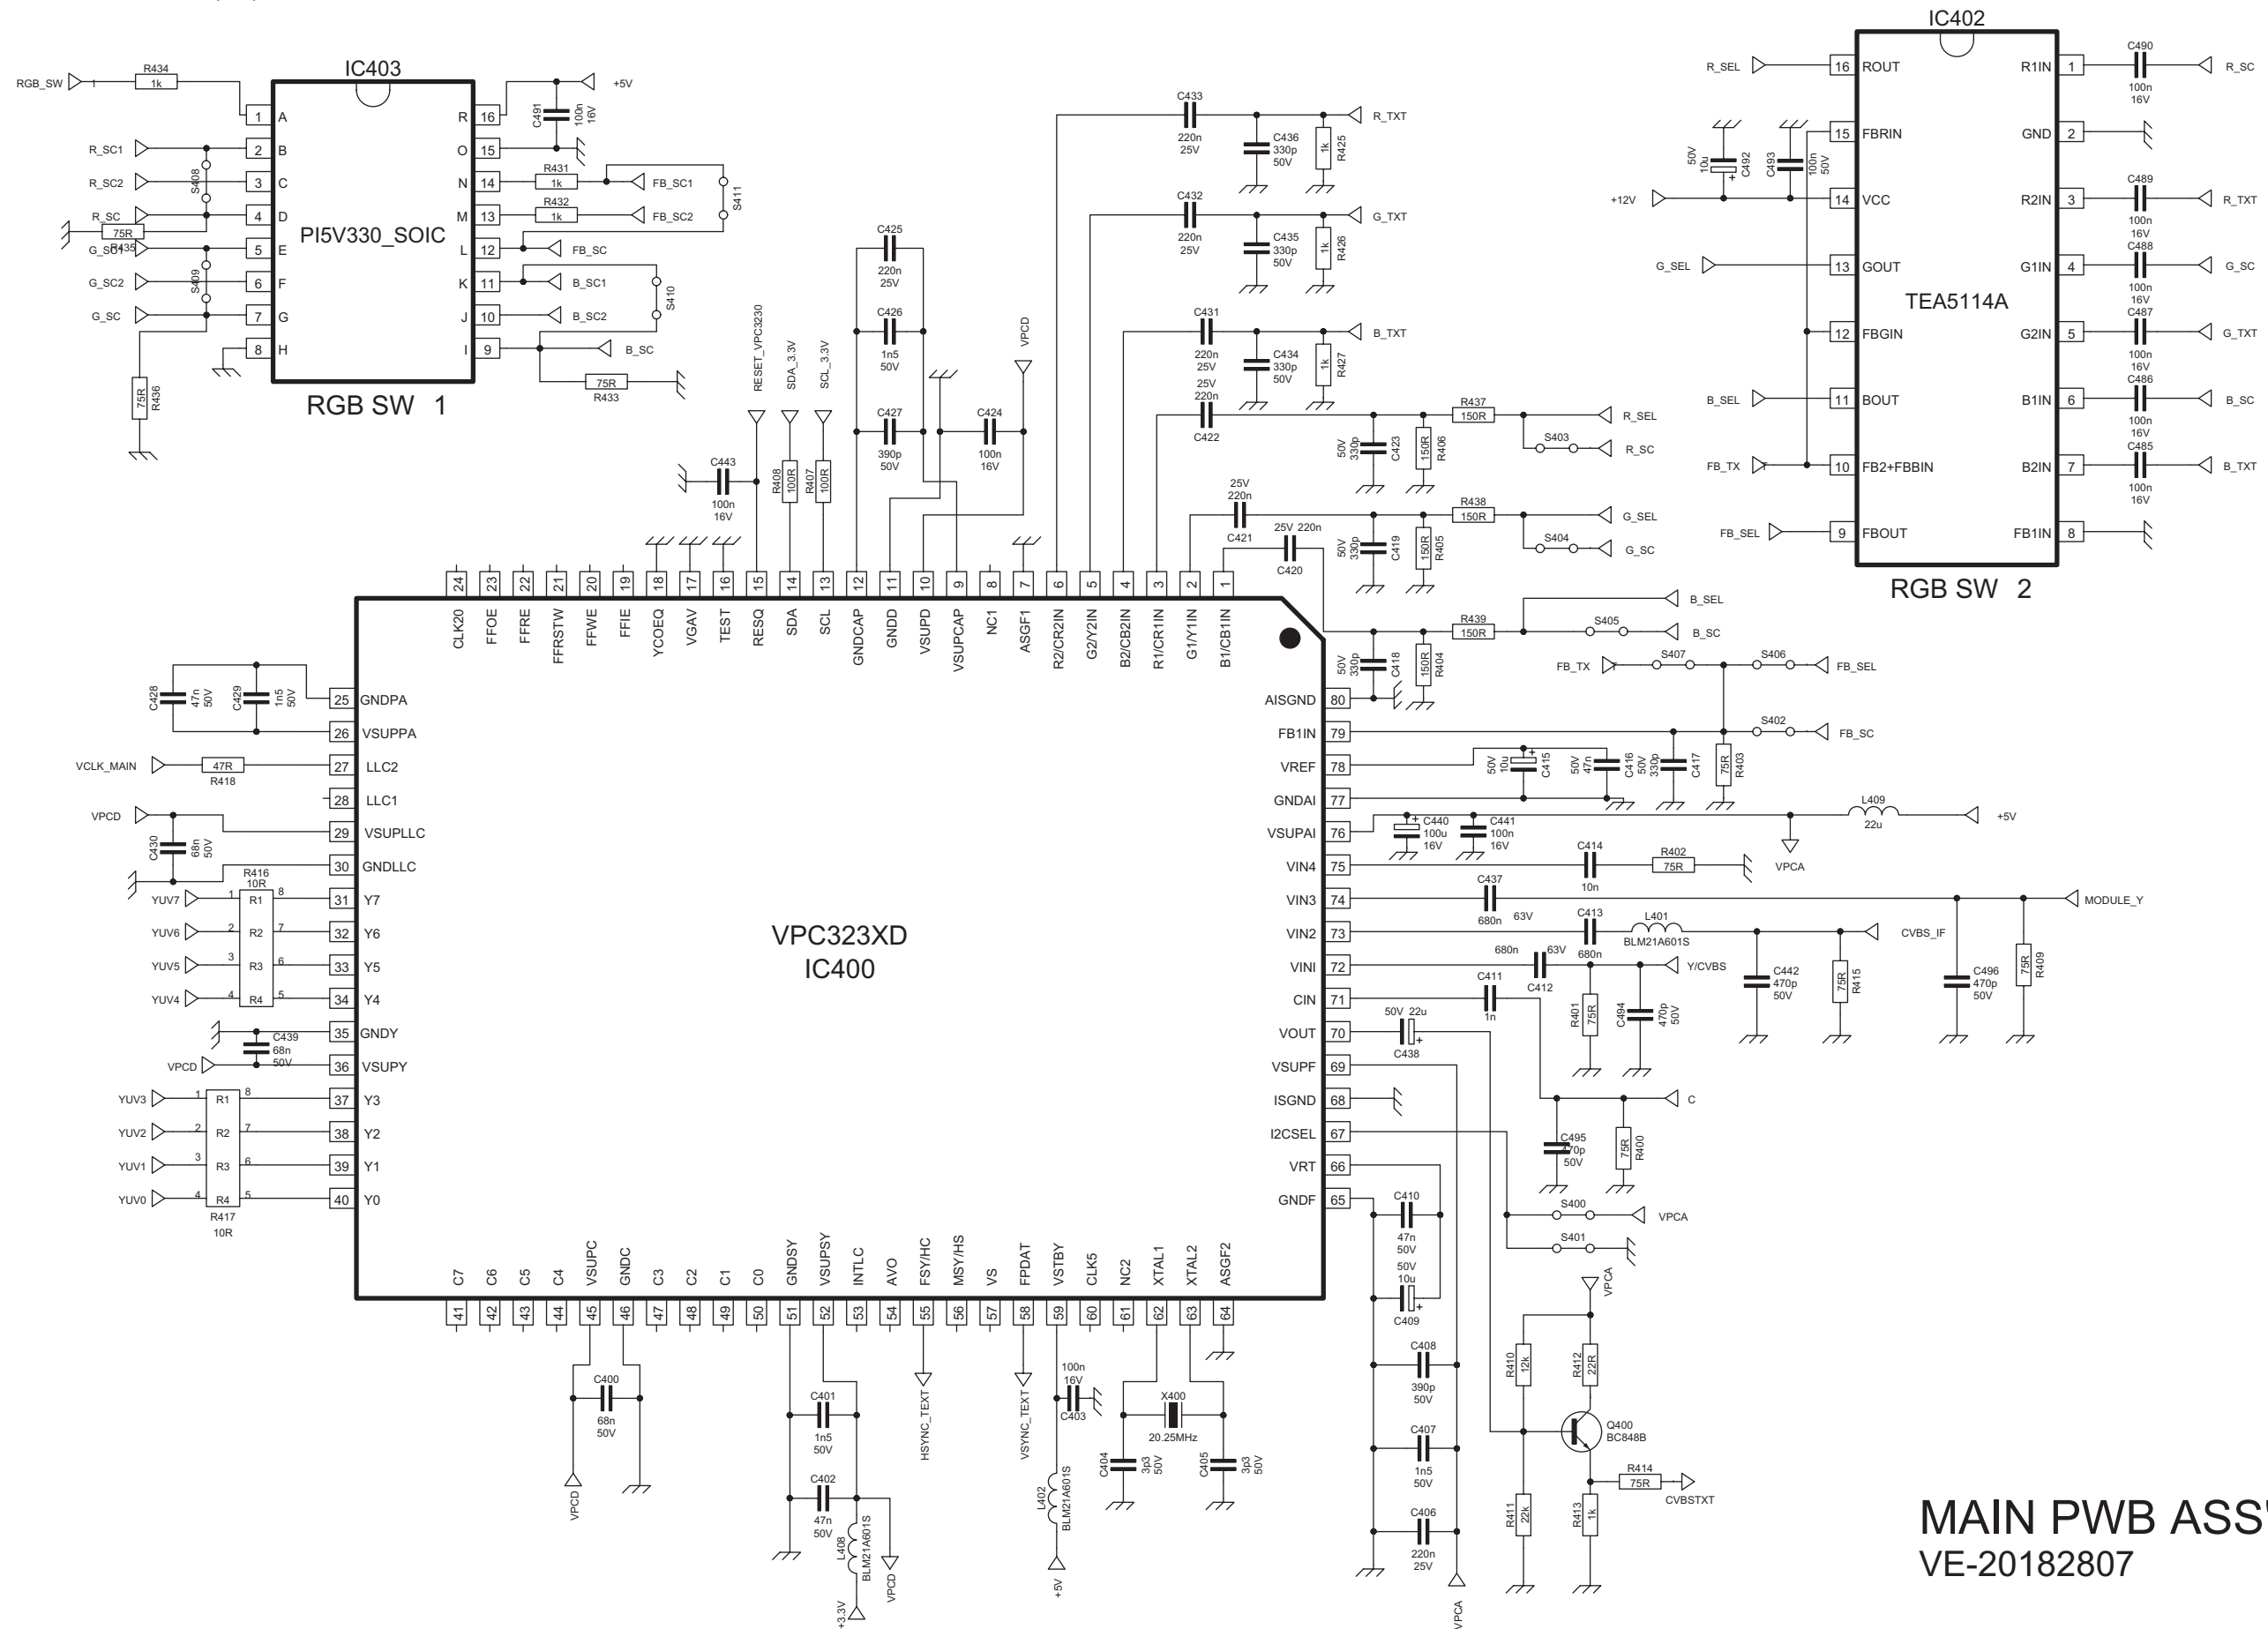 IC403
RGB_SW
1
R434
1k
+5V
C491
100n
16V
R_SC1
R_SC2
R_SC
75R
R435
G_SC1
G_SC2
G_SC
S408
S409
75R
R436
1 A
2 B
3 C
4 D
5 E
6 F
7 G
8 H
PI5V330_SOIC
R 16
O 15
N 14
M 13
L 12
K 11
J 10
I 9
R431
1k
FB_SC1
R432
1k
FB_SC2
S411
FB_SC
B_SC1
S410
B_SC2
B_SC
75R
R433
RGB SW 1
IC402
R_SEL
16 ROUT
15 FBRIN
14 VCC
13 GOUT
12 FBGIN
11 BOUT
10 FB2+FBBIN
9 FBOUT
TEA5114A
R1IN 1
GND 2
R2IN 3
G1IN 4
G2IN 5
B1IN 6
B2IN 7
FB1IN 8
50V
10u
C492
C493
100n
50V
+12V
G_SEL
B_SEL
FB_TX
FB_SEL
C490
100n
16V
R_SC
C489
100n
16V
R_TXT
C488
100n
16V
G_SC
C487
100n
16V
G_TXT
C486
100n
16V
B_SC
C485
100n
16V
B_TXT
RGB SW 2
C433
220n
25V
C436
330p
50V
1k
R425
R_TXT
C432
220n
25V
C435
330p
50V
1k
R426
G_TXT
C431
220n
25V
C434
330p
50V
1k
R427
B_TXT
25V
220n
C422
50V
330p
C423
150R
R406
R437
150R
R_SEL
S403
R_SC
25V
220n
C421
50V
330p
C419
150R
R405
R438
150R
G_SEL
S404
G_SC
25V 220n
C420
50V
330p
C418
150R
R404
R439
150R
B_SEL
S405
B_SC
C425
220n
25V
C426
1n5
50V
C427
390p
50V
C424
100n
16V
VPCD
RESET_VPC3230
SDA_3.3V
SCL_3.3V
C443
100n
16V
R408
100R
R407
100R
24 CLK20
23 FFOE
22 FFRE
21 FFRSTW
20 FFWE
19 FFIE
18 YCOEQ
17 VGAV
16 TEST
15 RESQ
14 SDA
13 SCL
12 GNDCAP
11 GNDD
10 VSUPD
9 VSUPCAP
8 NC1
7 ASGF1
6 R2/CR2IN
5 G2/Y2IN
4 B2/CB2IN
3 R1/CR1IN
2 G1/Y1IN
1 B1/CB1IN
C428
47n
50V
C429
1n5
50V
25 GNDPA
26 VSUPPA
27 LLC2
28 LLC1
29 VSUPLLC
30 GNDLLC
31 Y7
32 Y6
33 Y5
34 Y4
35 GNDY
36 VSUPY
37 Y3
38 Y2
39 Y1
40 Y0
VCLK_MAIN
47R
R418
VPCD
C430
68n
50V
R416
10R
YUV7 1 R1 8
YUV6 2 R2 7
YUV5 3 R3 6
YUV4 4 R4 5
C439
68n
50V
VPCD
YUV3 1 R1 8
YUV2 2 R2 7
YUV1 3 R3 6
YUV0 4 R4 5
R417
10R
VPC323XD
IC400
AISGND 80
FB1IN 79
VREF 78
GNDAI 77
VSUPAI 76
VIN4 75
VIN3 74
VIN2 73
VINI 72
CIN 71
VOUT 70
VSUPF 69
ISGND 68
I2CSEL 67
VRT 66
GNDF 65
FB_TX
S407
S406
FB_SEL
S402
FB_SC
50V
10u
+
C415
50V
47n
C416
50V
330p
C417
75R
R403
+
C440
100u
16V
C441
100n
16V
L409
22u
+5V
VPCA
C414
10n
R402
75R
C437
680n 63V
MODULE_Y
C413
680n
L401
BLM21A601S
CVBS_IF
680n 63V
C412
Y/CVBS
C411
1n
R401
75R
C494
470p
50V
C442
470p
50V
75R
R415
C496
470p
50V
75R
R409
50V 22u
+
C438
C
C495
470p
50V
75R
R400
S400
VPCA
S401
C410
47n
50V
50V
10u
+
C409
C408
390p
50V
C407
1n5
50V
C406
220n
25V
VPCA
VPCA
R410
12k
R412
22R
Q400
BC848B
R411
22k
R413
1k
R414
75R
CVBSTXT
41 C7
42 C6
43 C5
44 C4
45 VSUPC
46 GNDC
47 C3
48 C2
49 C1
50 C0
51 GNDSY
52 VSUPSY
53 INTLC
54 AVO
55 FSY/HC
56 MSY/HS
57 VS
58 FPDAT
59 VSTBY
60 CLK5
61 NC2
62 XTAL1
63 XTAL2
64 ASGF2
C400
68n
50V
VPCD
C401
1n5
50V
C402
47n
50V
L408
BLM21A601S
+3.3V
VPCD
HSYNC_TEXT
VSYNC_TEXT
100n
16V
C403
L402
BLM21A601S
+5V
X400
20.25MHz
C404
3p3
50V
C405
3p3
50V
MAIN PWB ASS'
VE-20182807